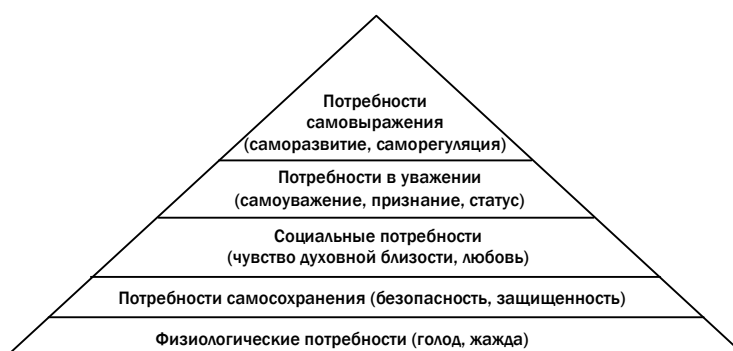 Потребности
самовыражения
(саморазвитие, саморегуляция)
Потребности в уважении
(самоуважение, признание, статус)
Социальные потребности
(чувство духовной близости, любовь)
Потребности самосохранения (безопасность, защищенность)
Физиологические потребности (голод, жажда)